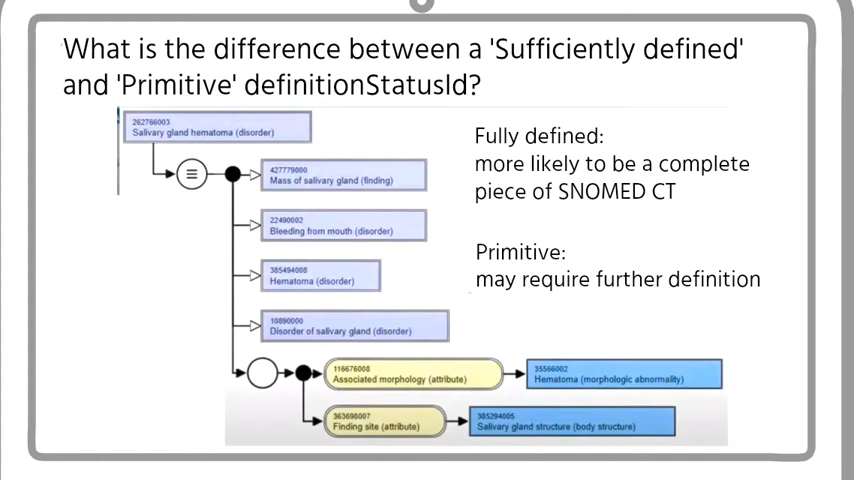 What is the difference between a 'Sufficiently defined'
and 'Primitive' definitionStatusId?
262766003
Salivary gland hematoma (disorder)
427779000
Mass of salivary gland (finding)
22490002
Bleeding from mouth (disorder)
385494008
Hematoma (disorder)
10890000
Disorder of salivary gland (disorder)
116676008
Associated morphology (attribute)
35566002
Hematoma (morphologic abnormality)
363698007
Finding site (attribute)
385294005
Salivary gland structure (body structure)
Fully defined:
more likely to be a complete
piece of SNOMED CT
Primitive:
may require further definition